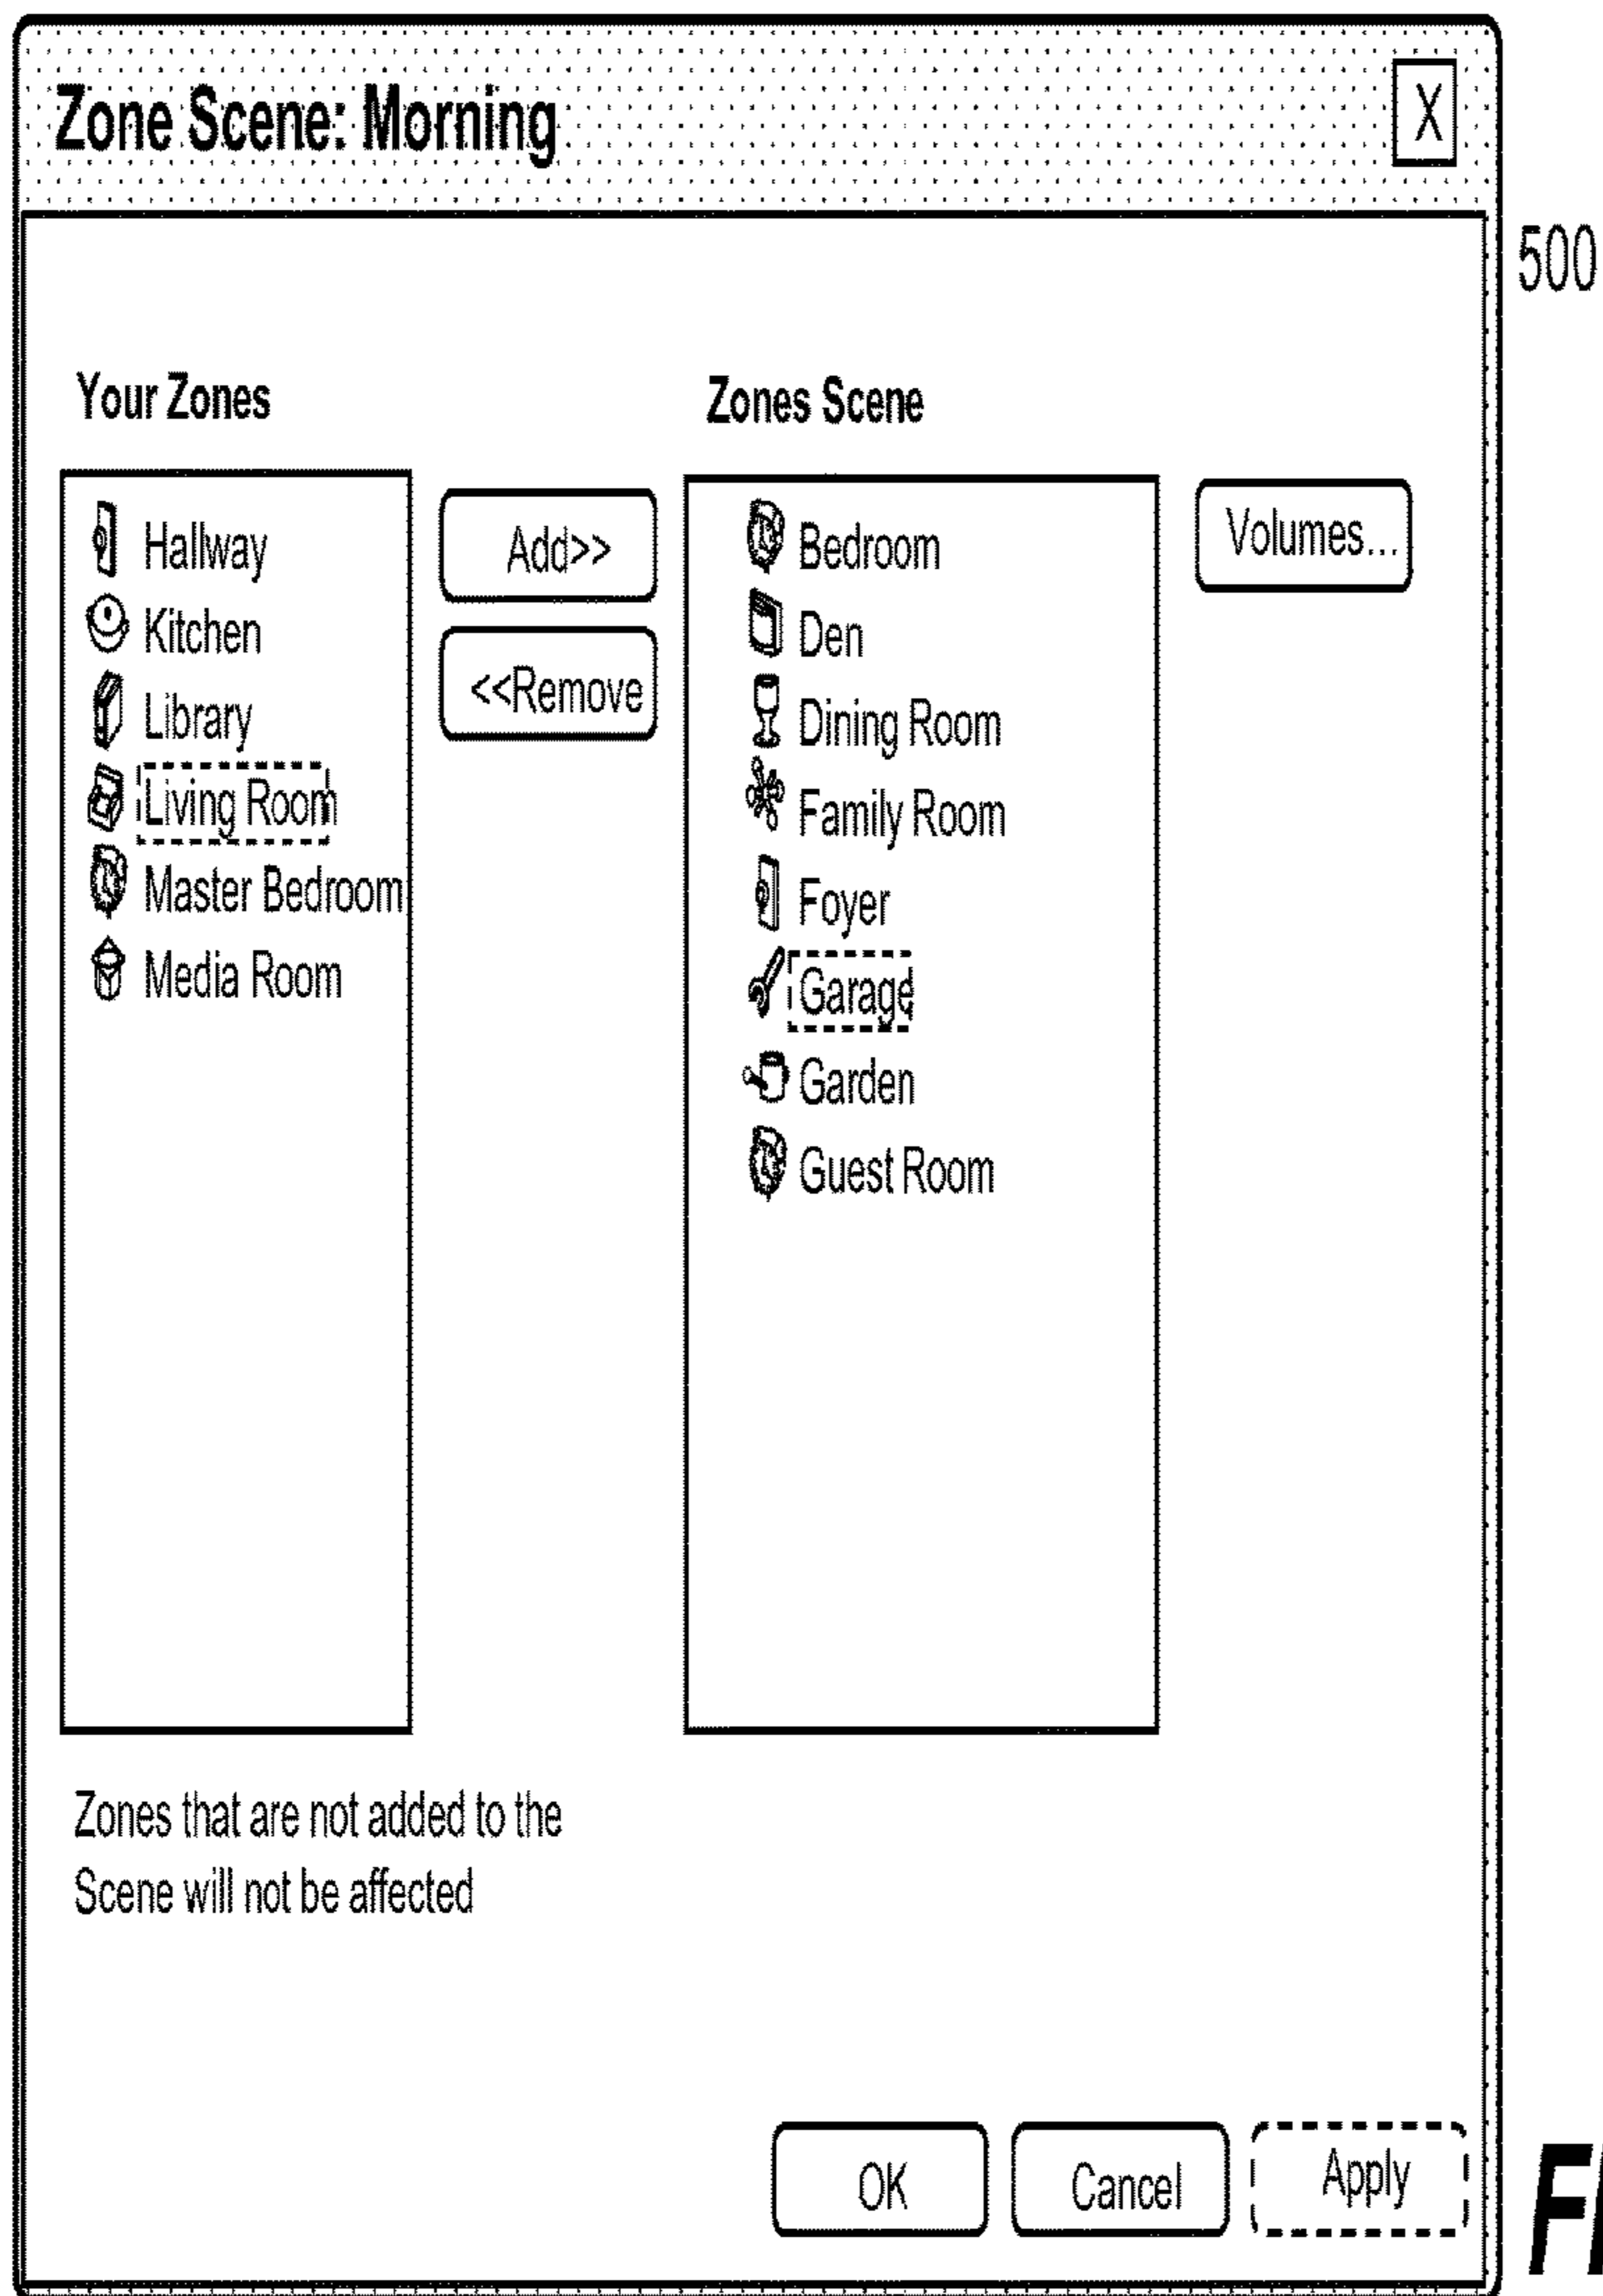 Zone Scene: Morning
X
500
Your Zones
Zones Scene
Hallway
Kitchen
Library
Living Room
Master Bedroom
Media Room
Add>>
<<Remove
Bedroom
Den
Dining Room
Family Room
Foyer
Garage
Garden
Guest Room
Volumes...
Zones that are not added to the
Scene will not be affected
OK
Cancel
Apply